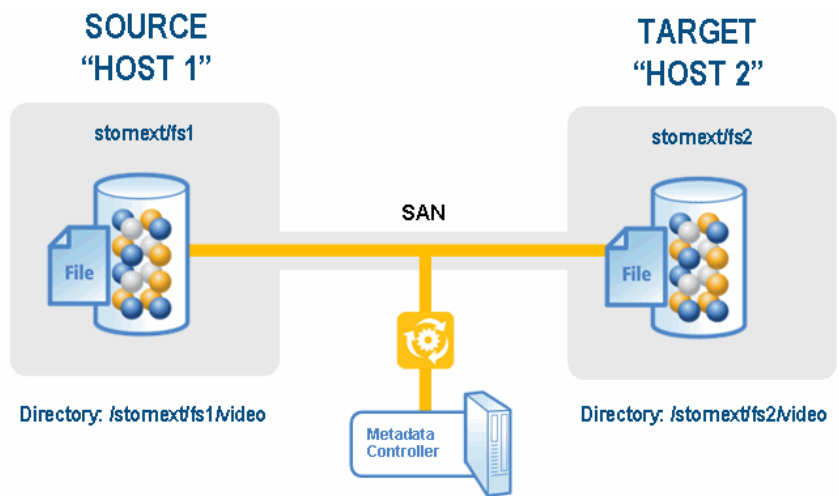 SOURCE
“HOST 1”
TARGET
“HOST 2”
stornext/fs1
stornext/fs2
SAN
File
File
Directory: /stornext/fs1/video
Directory: /stornext/fs2/video
Metadata
Controller